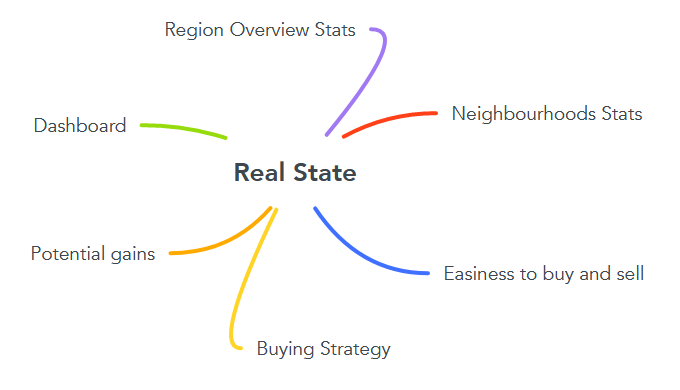 Region Overview Stats
Neighbourhoods Stats
Dashboard
Real State
Potential gains
Easiness to buy and sell
Buying Strategy